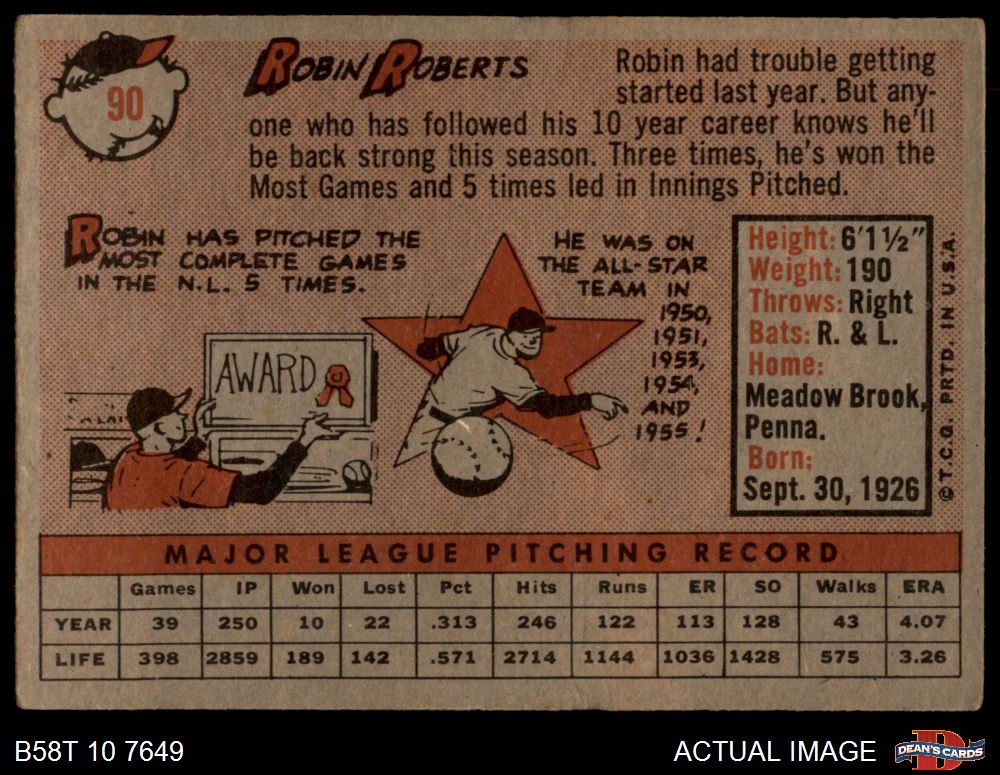 90
ROBIN ROBERTS
Robin had trouble getting
started last year. But any-
one who has followed his 10 year career knows he'll
be back strong this season. Three times, he's won the
Most Games and 5 times led in Innings Pitched.
ROBIN HAS PITCHED THE
MOST COMPLETE GAMES
IN THE N.L. 5 TIMES.
AWARD
HE WAS ON
THE ALL-STAR
TEAM IN
1950,
1951,
1953,
1954,
AND
1955!
Height: 6'1½"
Weight: 190
Throws: Right
Bats: R. & L.
Home:
Meadow Brook,
Penna.
Born:
Sept. 30, 1926
© T.C.G. PRTD. IN U.S.A.
MAJOR LEAGUE PITCHING RECORD
Games IP Won Lost Pct Hits Runs ER SO Walks ERA
YEAR 39 250 10 22 .313 246 122 113 128 43 4.07
LIFE 398 2859 189 142 .571 2714 1144 1036 1428 575 3.26
B58T 10 7649
ACTUAL IMAGE
DEAN'S CARDS